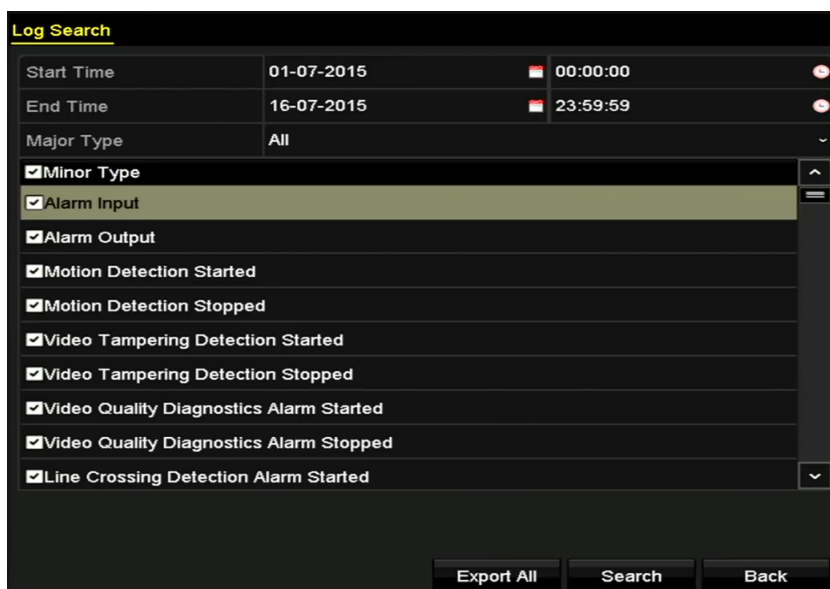 Log Search
Start Time 01-07-2015 00:00:00
End Time 16-07-2015 23:59:59
Major Type All
Minor Type
Alarm Input
Alarm Output
Motion Detection Started
Motion Detection Stopped
Video Tampering Detection Started
Video Tampering Detection Stopped
Video Quality Diagnostics Alarm Started
Video Quality Diagnostics Alarm Stopped
Line Crossing Detection Alarm Started
Export All Search Back